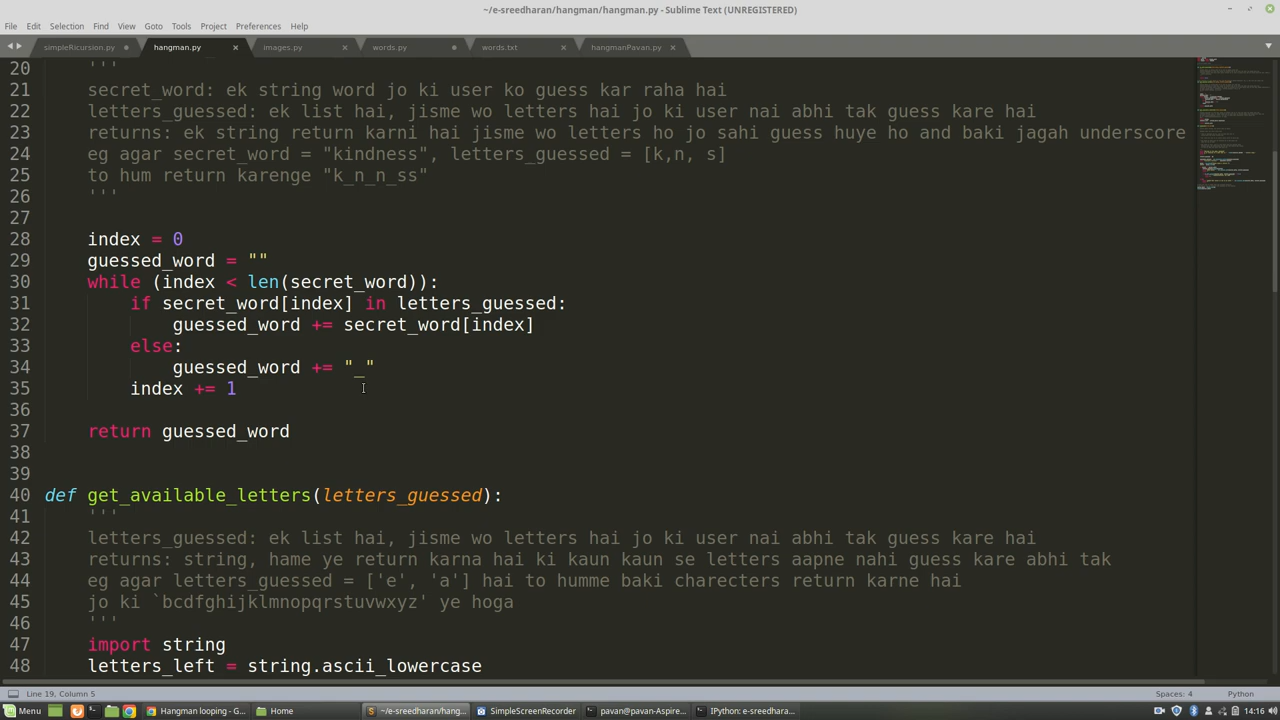 ~/e-sreedharan/hangman/hangman.py - Sublime Text (UNREGISTERED)
File Edit Selection Find View Goto Tools Project Preferences Help
simpleRicursion.py hangman.py images.py words.py words.txt hangmanPavan.py
20 '''
21 secret_word: ek string word jo ki user ko guess kar raha hai
22 letters_guessed: ek list hai, jisme wo letters hai jo ki user nai abhi tak guess kare hai
23 returns: ek string return karni hai jisme wo letters ho jo sahi guess huye ho and baki jagah underscore
24 eg agar secret_word = "kindness", letters_guessed = [k,n, s]
25 to hum return karenge "k_n_n_ss"
26 '''
27
28 index = 0
29 guessed_word = ""
30 while (index < len(secret_word)):
31 if secret_word[index] in letters_guessed:
32 guessed_word += secret_word[index]
33 else:
34 guessed_word += "_"
35 index += 1
36
37 return guessed_word
38
39
40 def get_available_letters(letters_guessed):
41 '''
42 letters_guessed: ek list hai, jisme wo letters hai jo ki user nai abhi tak guess kare hai
43 returns: string, hame ye return karna hai ki kaun kaun se letters aapne nahi guess kare abhi tak
44 eg agar letters_guessed = ['e', 'a'] hai to humme baki charecters return karne hai
45 jo ki `bcdfghijklmnopqrstuvwxyz' ye hoga
46 '''
47 import string
48 letters_left = string.ascii_lowercase
Line 19, Column 5 Spaces: 4 Python
Menu Hangman looping - G... Home ~/e-sreedharan/hang... SimpleScreenRecorder pavan@pavan-Aspire... IPython: e-sreedhara... 14:16